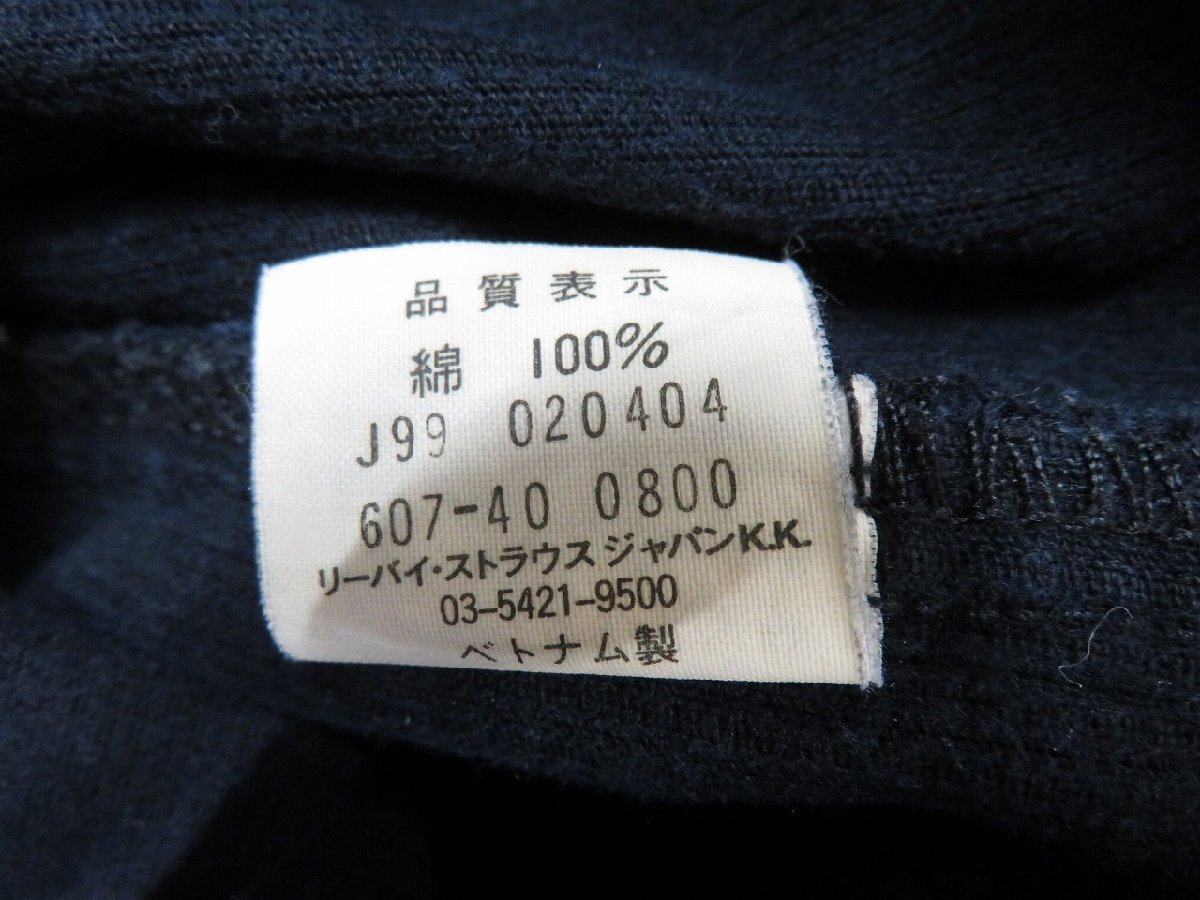 品質表示
綿 100%
J99 020404
607-40 0800
リーバイ・ストラウス ジャパンK.K.
03-5421-9500
ベトナム製